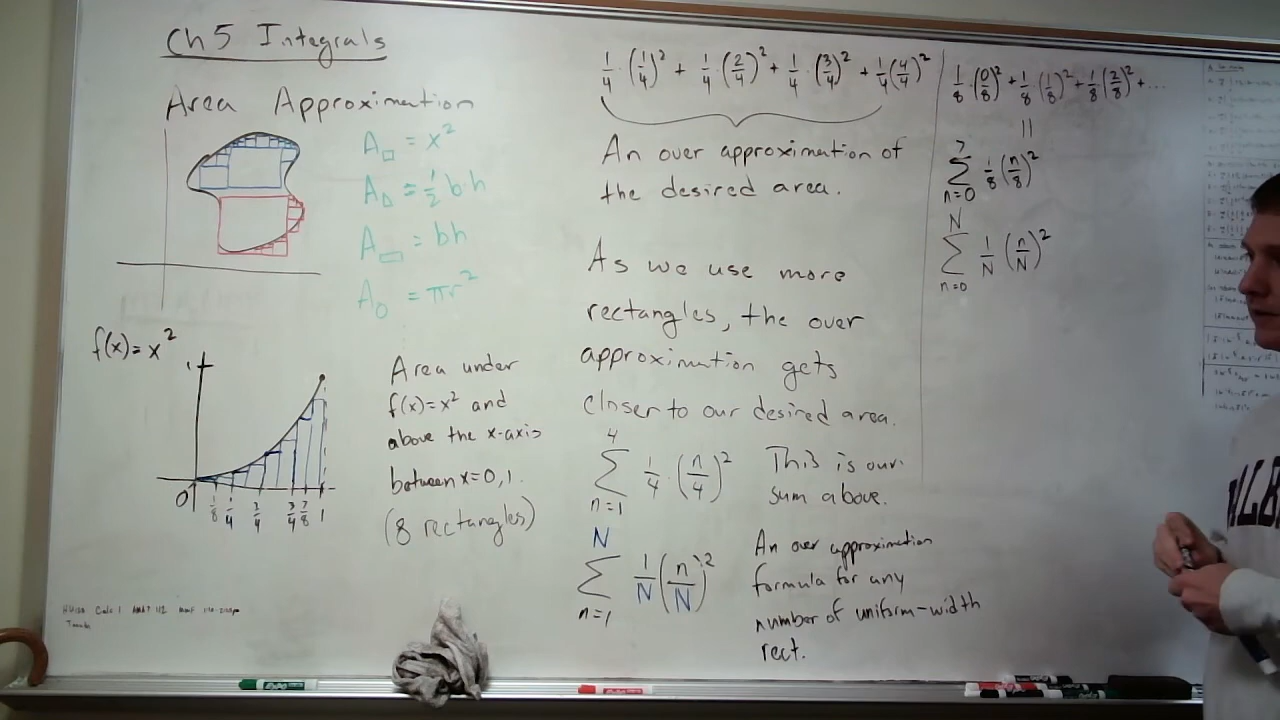 Ch 5 Integrals
Area Approximation
A□ = x²
A△ = ½ b·h
A▭ = bh
A○ = πr²
f(x)=x²
1
0
1/8 1/4 2/4 3/4 7/8 1
Area under
f(x)=x² and
above the x-axis
between x=0,1.
(8 rectangles)
1/4 · (1/4)² + 1/4 · (2/4)² + 1/4 · (3/4)² + 1/4 (4/4)²
An over approximation of
the desired area.
As we use more
rectangles, the over
approximation gets
closer to our desired area.
4
∑ 1/4 · (n/4)² This is our
n=1 sum above.
N
∑ 1/N (n/N)²
n=1
An over approximation
formula for any
number of uniform-width
rect.
1/8 · (0/8)² + 1/8 (1/8)² + 1/8 (2/8)² + ...
||
7
∑ 1/8 (n/8)²
n=0
N
∑ 1/N (n/N)²
n=0
Calc 1